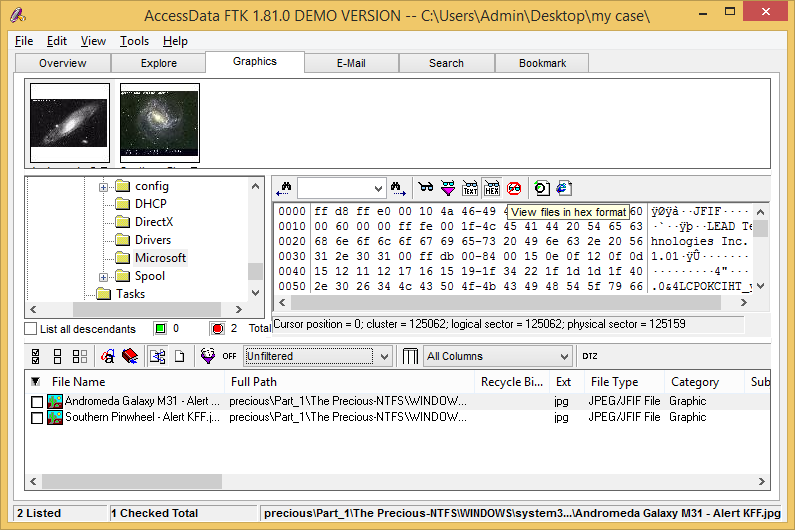 AccessData FTK 1.81.0 DEMO VERSION -- C:\Users\Admin\Desktop\my case\
File Edit View Tools Help
Overview Explore Graphics E-Mail Search Bookmark
config
DHCP
DirectX
Drivers
Microsoft
Spool
Tasks
TEXT HEX
View files in hex format
0000 ff d8 ff e0 00 10 4a 46-49 60 ÿØÿà··JFIF····
0010 00 60 00 00 ff fe 00 1f-4c 45 41 44 20 54 65 63 ·`··ÿþ··LEAD Te
0020 68 6e 6f 6c 6f 67 69 65-73 20 49 6e 63 2e 20 56 hnologies Inc.
0030 31 2e 30 31 00 ff db 00-84 00 15 0e 0f 12 0f 0d 1.01·ÿÛ·
0040 15 12 11 12 17 16 15 19-1f 34 22 1f 1d 1d 1f 40 ·········4"·····
0050 2e 30 26 34 4c 43 50 4f-4b 43 49 48 54 5f 79 66 .0&4LCPOKCIHT_y
Cursor position = 0; cluster = 125062; logical sector = 125062; physical sector = 125159
List all descendants 0 2 Total
OFF Unfiltered All Columns DTZ
File Name Full Path Recycle Bi... Ext File Type Category Sub
Andromeda Galaxy M31 - Alert ... precious\Part_1\The Precious-NTFS\WINDOW... jpg JPEG/JFIF File Graphic
Southern Pinwheel - Alert KFF.j... precious\Part_1\The Precious-NTFS\WINDOW... jpg JPEG/JFIF File Graphic
2 Listed 1 Checked Total precious\Part_1\The Precious-NTFS\WINDOWS\system3...\Andromeda Galaxy M31 - Alert KFF.jpg